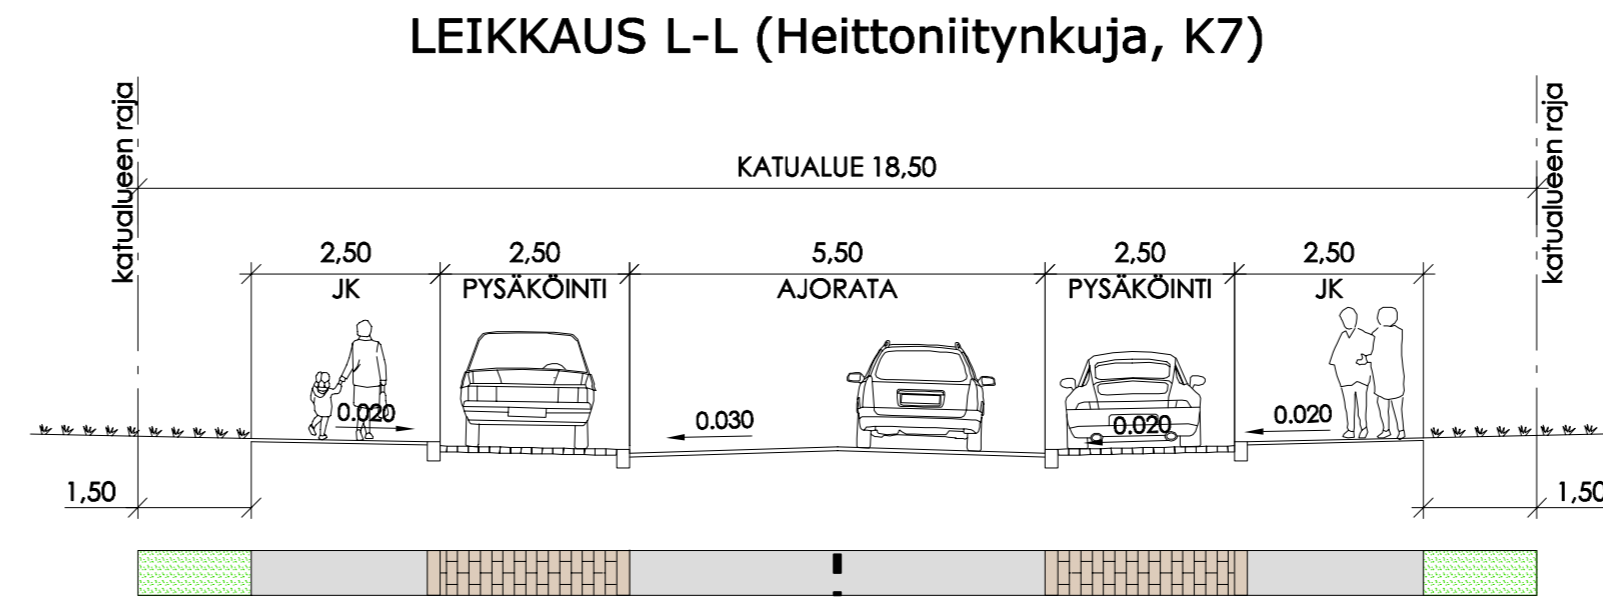 LEIKKAUS L-L (Heittoniitynkuja, K7)
katualueen raja
katualueen raja
KATUALUE 18,50
2,50 2,50 5,50 2,50 2,50
JK PYSÄKÖINTI AJORATA PYSÄKÖINTI JK
0.020 0.030 0.020 0.020
1,50 1,50